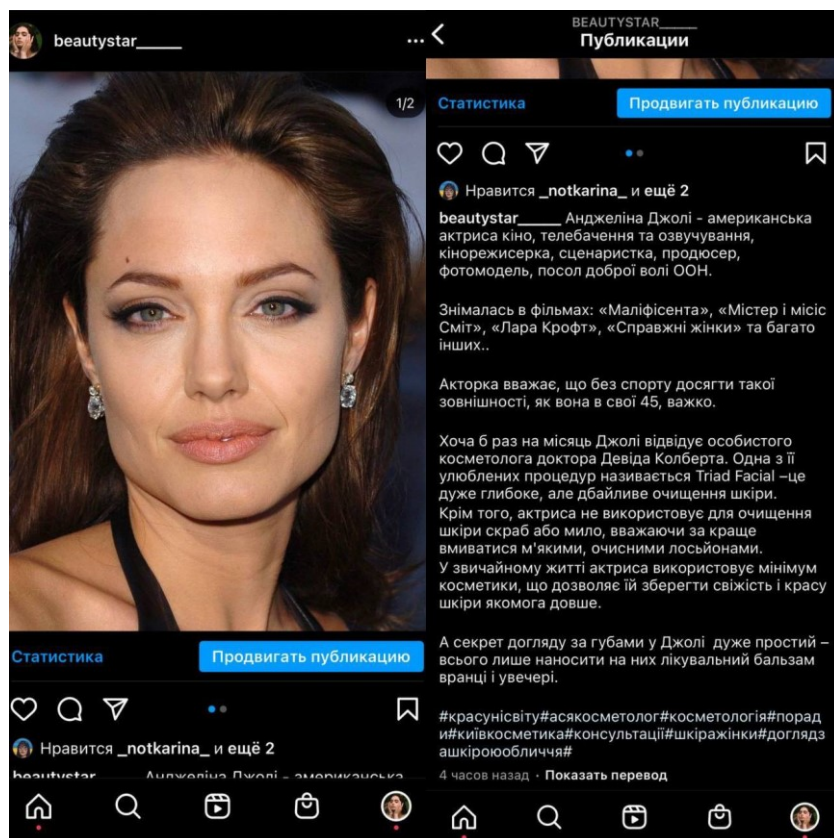 beautystar_____
1/2
Статистика
Продвигать публикацию
Нравится _notkarina_ и ещё 2
beautystar_____ Анджеліна Джолі - американська
BEAUTYSTAR_____
Публикации
Статистика
Продвигать публикацию
Нравится _notkarina_ и ещё 2
beautystar_____ Анджеліна Джолі - американська
актриса кіно, телебачення та озвучування,
кінорежисерка, сценаристка, продюсер,
фотомодель, посол доброї волі ООН.
Знімалась в фільмах: «Маліфісента», «Містер і місіс
Сміт», «Лара Крофт», «Справжні жінки» та багато
інших..
Акторка вважає, що без спорту досягти такої
зовнішності, як вона в свої 45, важко.
Хоча б раз на місяць Джолі відвідує особистого
косметолога доктора Девіда Колберта. Одна з її
улюблених процедур називається Triad Facial –це
дуже глибоке, але дбайливе очищення шкіри.
Крім того, актриса не використовує для очищення
шкіри скраб або мило, вважаючи за краще
вмиватися м'якими, очисними лосьйонами.
У звичайному житті актриса використовує мінімум
косметики, що дозволяє їй зберегти свіжість і красу
шкіри якомога довше.
А секрет догляду за губами у Джолі дуже простий –
всього лише наносити на них лікувальний бальзам
вранці і увечері.
#красунісвіту#асякосметолог#косметологія#порад
и#київкосметика#консультації#шкіражінки#доглядз
ашкіроюобличчя#
4 часов назад · Показать перевод